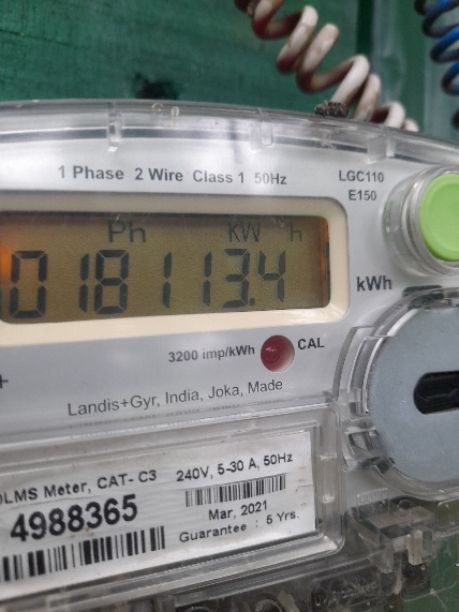 1 Phase 2 Wire Class 1 50Hz
LGC110
E150
Ph KW h
018113.4
kWh
3200 imp/kWh CAL
+
Landis+Gyr, India, Joka, Made
DLMS Meter, CAT- C3
4988365
240V, 5-30 A, 50Hz
Mar, 2021
Guarantee : 5 Yrs.